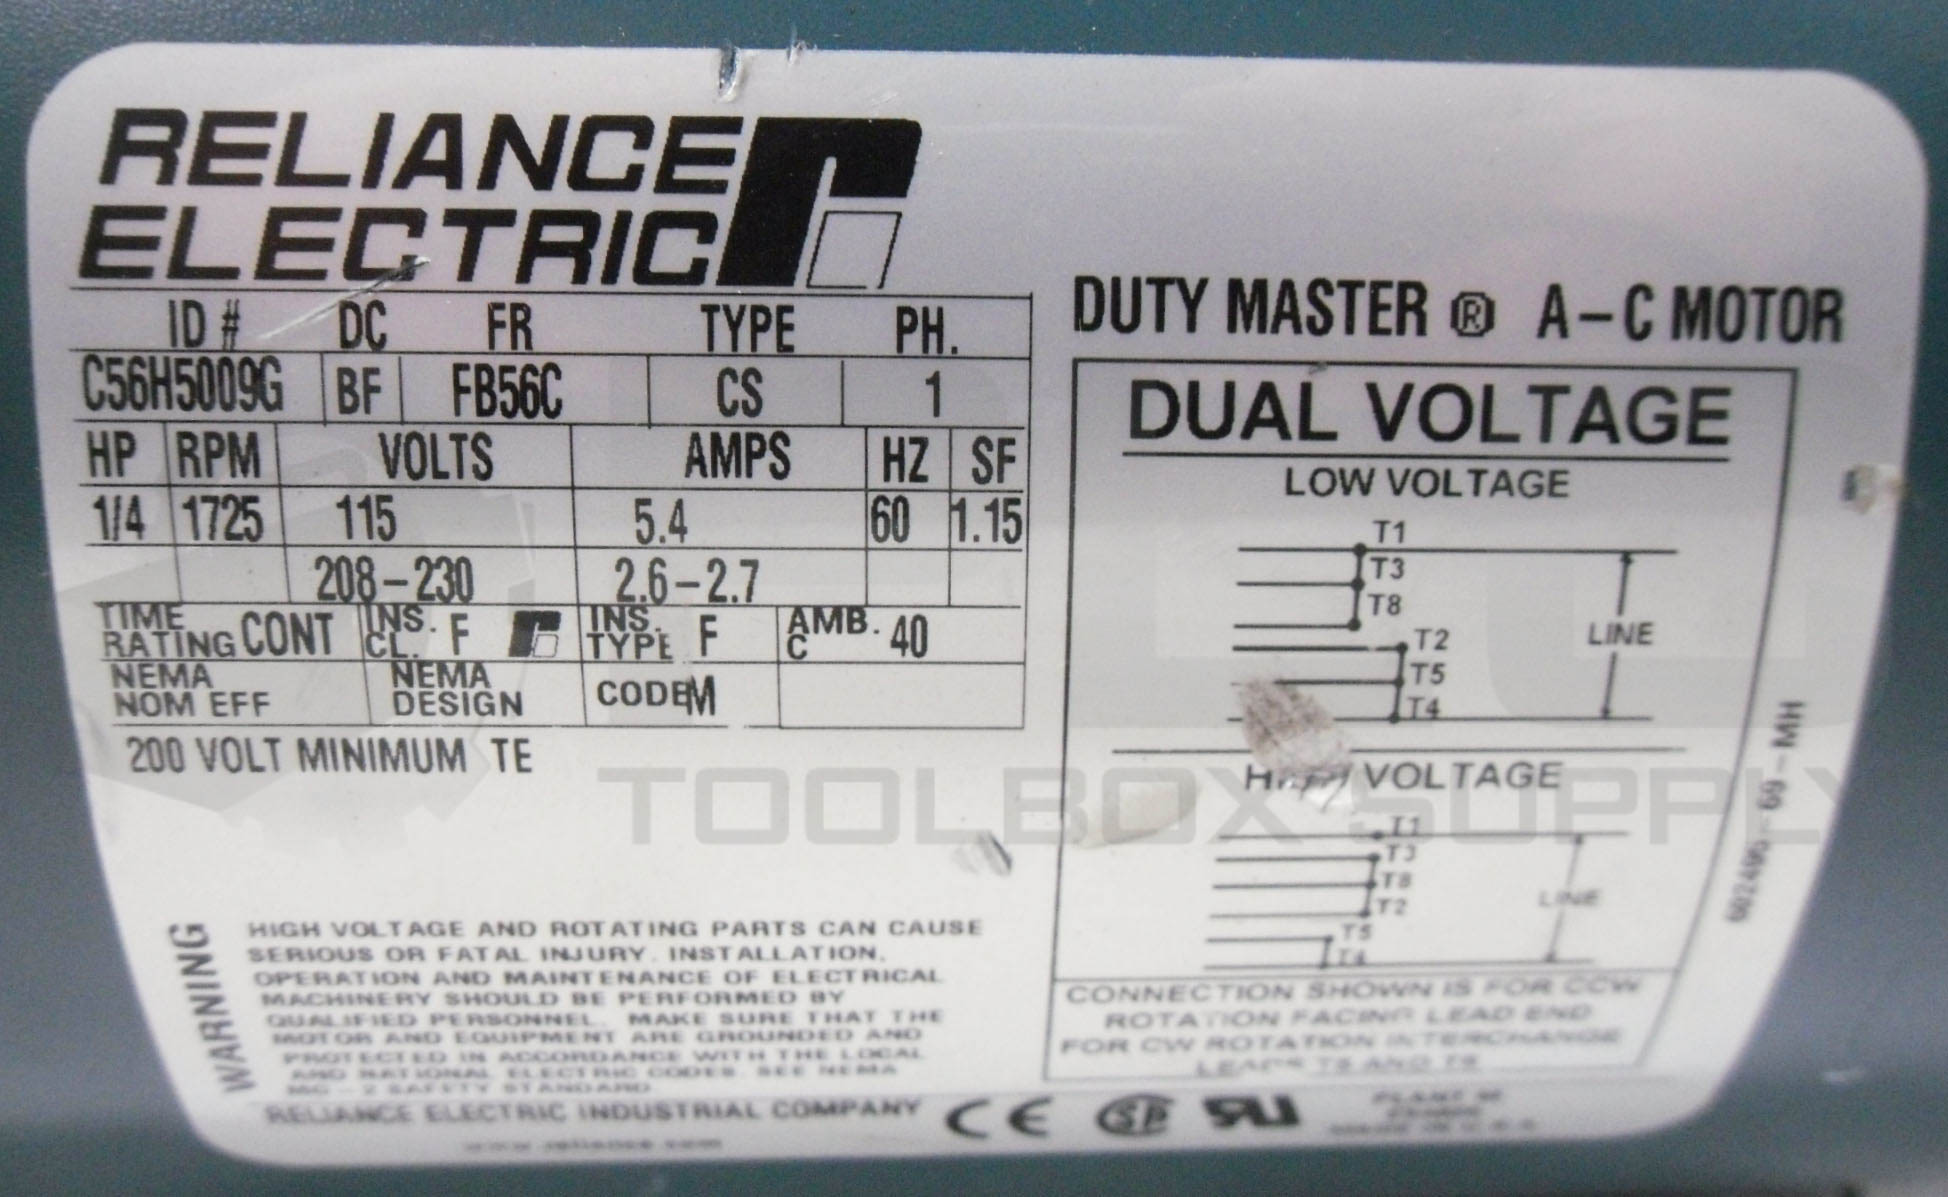 RELIANCE
ELECTRIC
ID # DC FR TYPE PH.
C56H5009G BF FB56C CS 1
HP RPM VOLTS AMPS HZ SF
1/4 1725 115 5.4 60 1.15
208-230 2.6-2.7
TIME RATING CONT INS. CL. F INS. TYPE F AMB. C 40
NEMA NOM EFF NEMA DESIGN CODE M
200 VOLT MINIMUM TE
WARNING
HIGH VOLTAGE AND ROTATING PARTS CAN CAUSE
SERIOUS OR FATAL INJURY. INSTALLATION,
OPERATION AND MAINTENANCE OF ELECTRICAL
MACHINERY SHOULD BE PERFORMED BY
QUALIFIED PERSONNEL. MAKE SURE THAT THE
MOTOR AND EQUIPMENT ARE GROUNDED AND
PROTECTED IN ACCORDANCE WITH THE LOCAL
AND NATIONAL ELECTRIC CODES. SEE NEMA
MG-2 SAFETY STANDARD.
RELIANCE ELECTRIC INDUSTRIAL COMPANY
www.reliance.com
CE
DUTY MASTER ® A-C MOTOR
DUAL VOLTAGE
LOW VOLTAGE
T1
T3
T8
T2
T5
T4
LINE
VOLTAGE
T1
T3
T8
T2
T5
T4
LINE
CONNECTION SHOWN IS FOR CCW
ROTATION FACING LEAD END
FOR CW ROTATION INTERCHANGE
AND
602406-69-MH
TOOLBOX SUPPLY